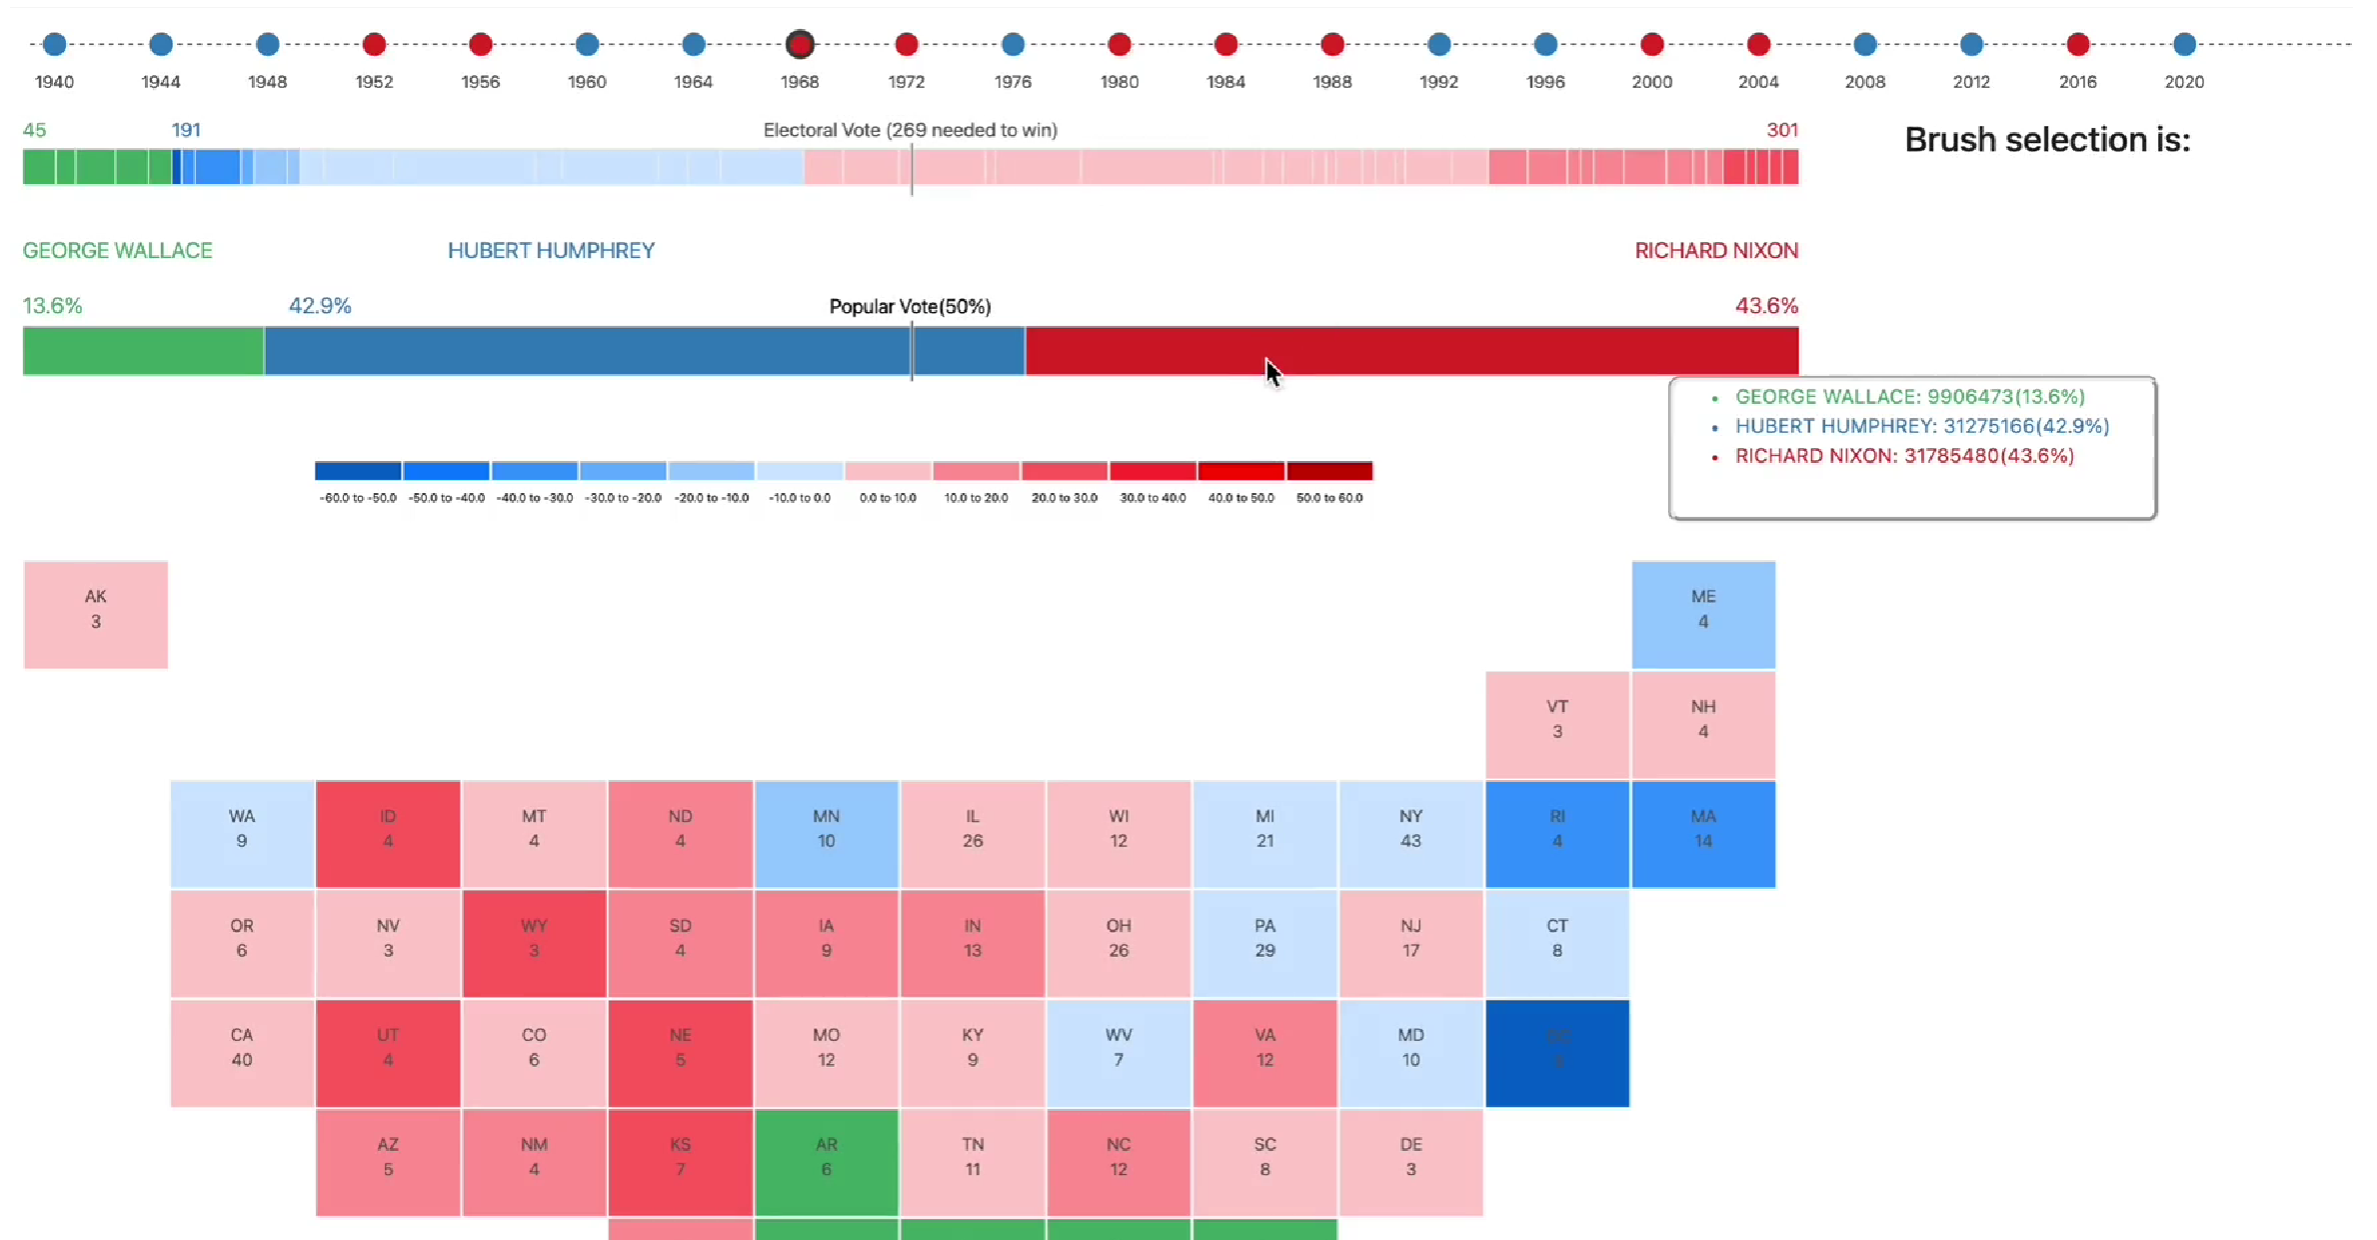 1940 1944 1948 1952 1956 1960 1964 1968 1972 1976 1980 1984 1988 1992 1996 2000 2004 2008 2012 2016 2020
45 191 Electoral Vote (269 needed to win) 301
Brush selection is:
GEORGE WALLACE HUBERT HUMPHREY RICHARD NIXON
13.6% 42.9% Popular Vote(50%) 43.6%
• GEORGE WALLACE: 9906473(13.6%)
• HUBERT HUMPHREY: 31275166(42.9%)
• RICHARD NIXON: 31785480(43.6%)
-60.0 to -50.0 -50.0 to -40.0 -40.0 to -30.0 -30.0 to -20.0 -20.0 to -10.0 -10.0 to 0.0 0.0 to 10.0 10.0 to 20.0 20.0 to 30.0 30.0 to 40.0 40.0 to 50.0 50.0 to 60.0
AK ME
3 4
VT NH
3 4
WA ID MT ND MN IL WI MI NY RI MA
9 4 4 4 10 26 12 21 43 4 14
OR NV WY SD IA IN OH PA NJ CT
6 3 3 4 9 13 26 29 17 8
CA UT CO NE MO KY WV VA MD DC
40 4 6 5 12 9 7 12 10
AZ NM KS AR TN NC SC DE
5 4 7 6 11 12 8 3